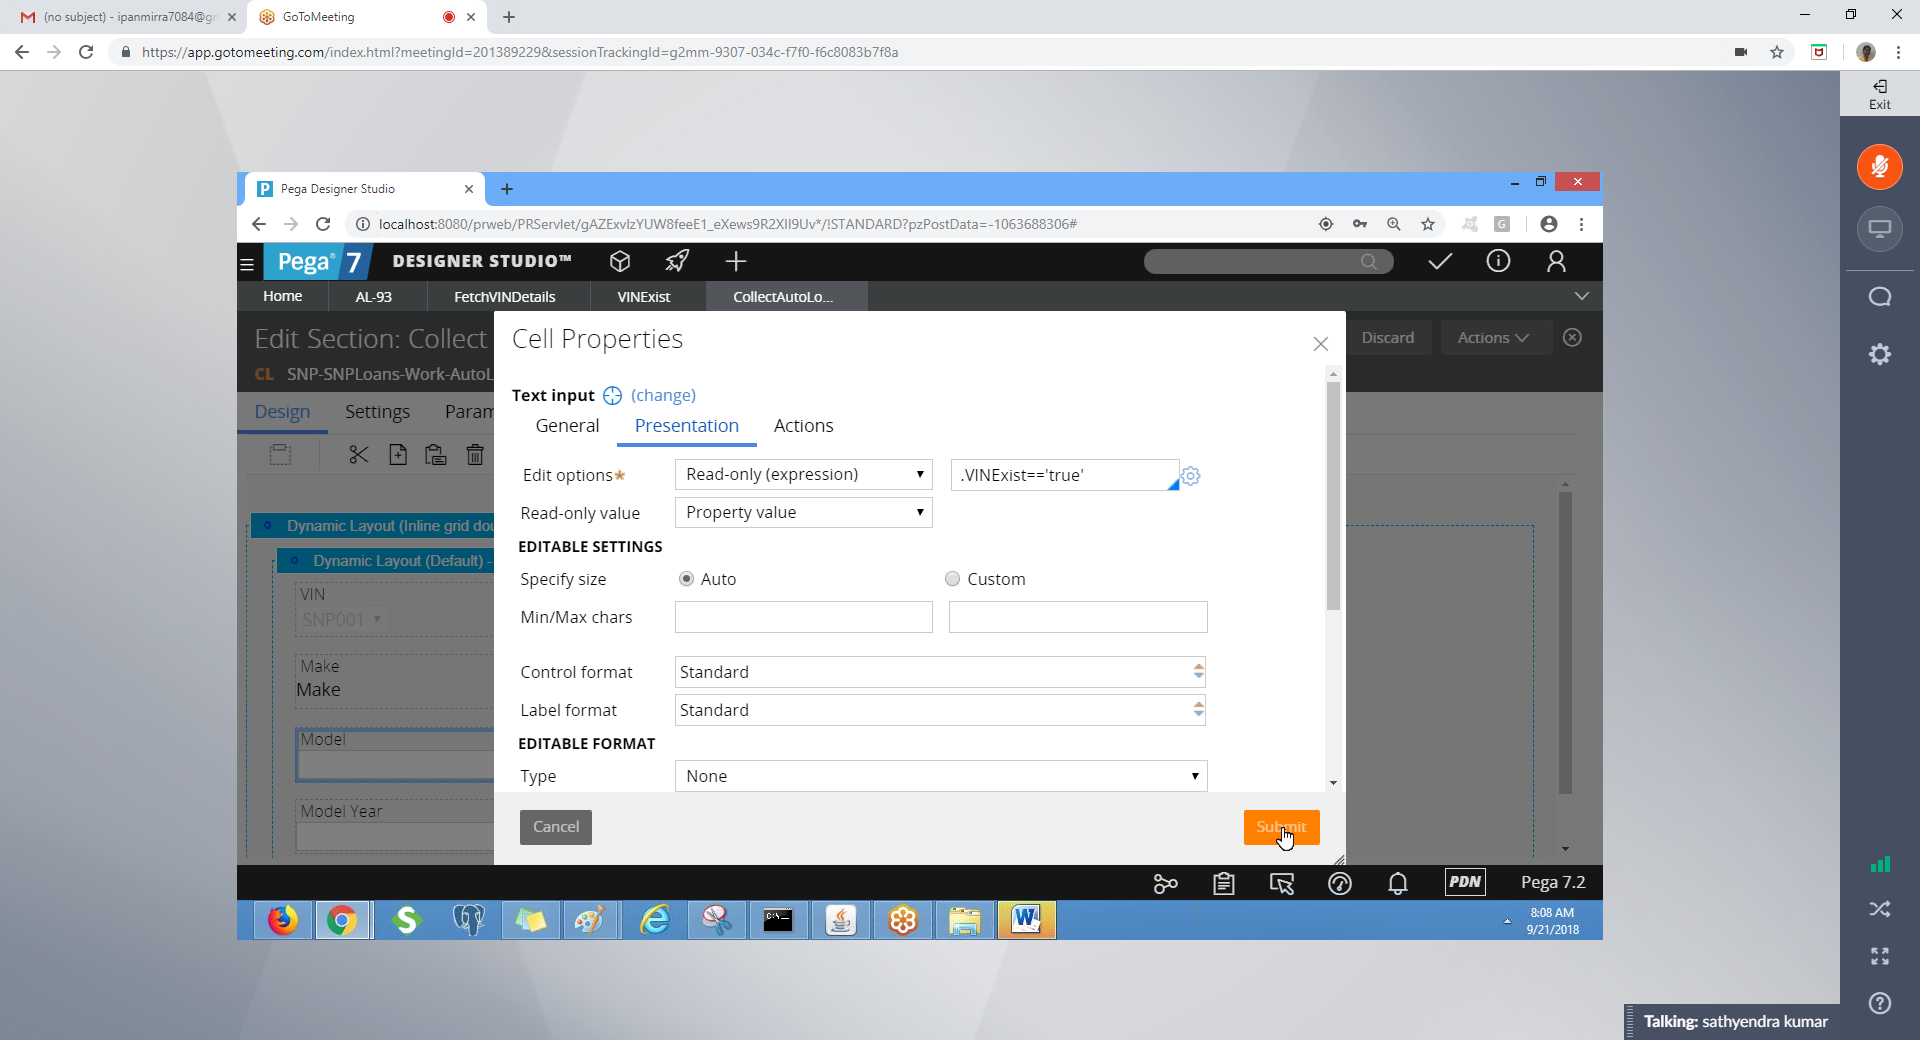 (no subject) - ipanmirra7084@gm
GoToMeeting
https://app.gotomeeting.com/index.html?meetingId=201389229&sessionTrackingId=g2mm-9307-034c-f7f0-f6c8083b7f8a
Exit
Pega Designer Studio
localhost:8080/prweb/PRServlet/gAZExvlzYUW8feeE1_eXews9R2XII9Uv*/!STANDARD?pzPostData=-1063688306#
Pega 7 DESIGNER STUDIO™
Home AL-93 FetchVINDetails VINExist CollectAutoLo...
Edit Section: Collect
Discard Actions
CL SNP-SNPLoans-Work-AutoL
Design Settings Param
Cell Properties
Text input (change)
General Presentation Actions
Edit options* Read-only (expression) .VINExist=='true'
Read-only value Property value
EDITABLE SETTINGS
Specify size Auto Custom
Min/Max chars
Control format Standard
Label format Standard
EDITABLE FORMAT
Type None
Cancel Submit
Dynamic Layout (Inline grid dou
Dynamic Layout (Default) -
VIN
SNP001
Make
Make
Model
Model Year
PDN Pega 7.2
8:08 AM
9/21/2018
Talking: sathyendra kumar